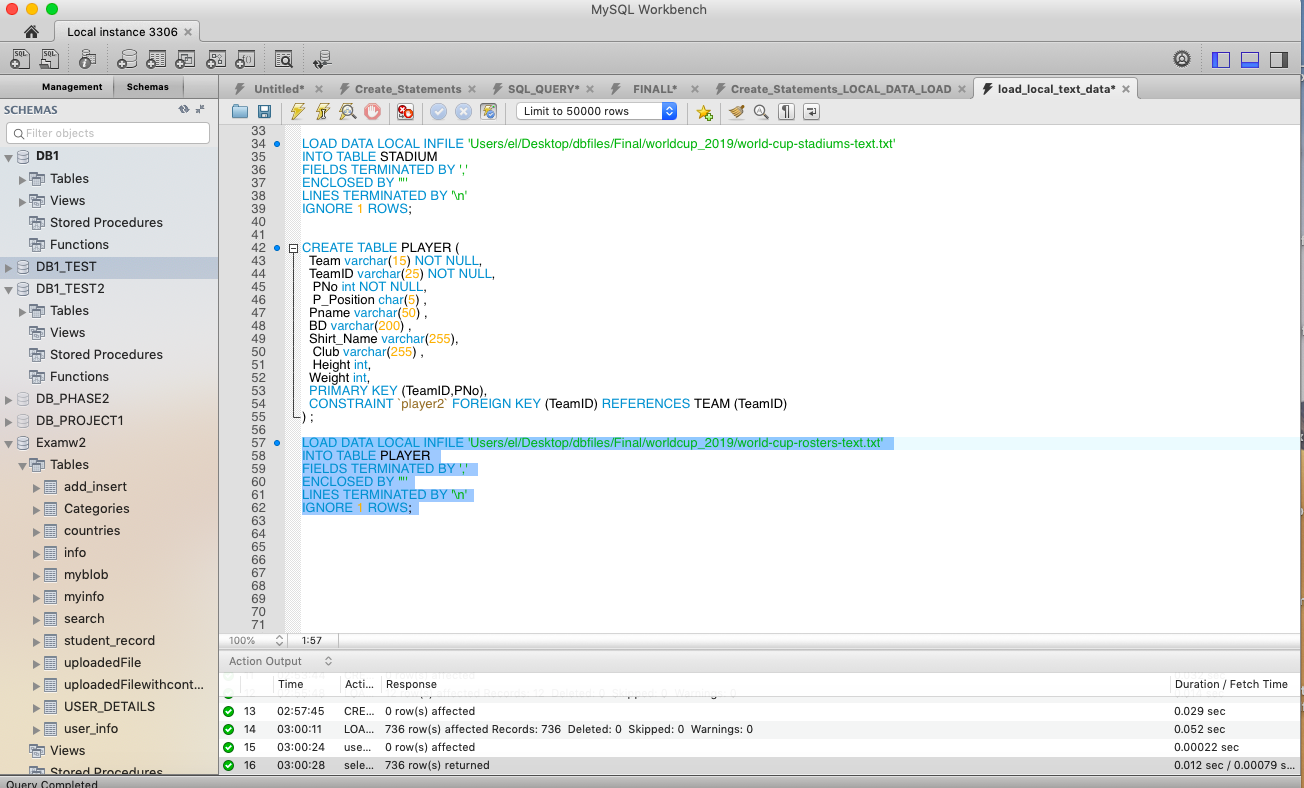 MySQL Workbench
Local instance 3306
Management Schemas
SCHEMAS
Filter objects
DB1
Tables
Views
Stored Procedures
Functions
DB1_TEST
DB1_TEST2
Tables
Views
Stored Procedures
Functions
DB_PHASE2
DB_PROJECT1
Examw2
Tables
add_insert
Categories
countries
info
myblob
myinfo
search
student_record
uploadedFile
uploadedFilewithcont...
USER_DETAILS
user_info
Views
Stored Procedures
Untitled* Create_Statements SQL_QUERY* FINALL* Create_Statements_LOCAL_DATA_LOAD load_local_text_data*
Limit to 50000 rows
33
34 LOAD DATA LOCAL INFILE 'Users/el/Desktop/dbfiles/Final/worldcup_2019/world-cup-stadiums-text.txt'
35 INTO TABLE STADIUM
36 FIELDS TERMINATED BY ','
37 ENCLOSED BY '"'
38 LINES TERMINATED BY '\n'
39 IGNORE 1 ROWS;
40
41
42 CREATE TABLE PLAYER (
43 Team varchar(15) NOT NULL,
44 TeamID varchar(25) NOT NULL,
45 PNo int NOT NULL,
46 P_Position char(5) ,
47 Pname varchar(50) ,
48 BD varchar(200) ,
49 Shirt_Name varchar(255),
50 Club varchar(255) ,
51 Height int,
52 Weight int,
53 PRIMARY KEY (TeamID,PNo),
54 CONSTRAINT `player2` FOREIGN KEY (TeamID) REFERENCES TEAM (TeamID)
55 ) ;
56
57 LOAD DATA LOCAL INFILE 'Users/el/Desktop/dbfiles/Final/worldcup_2019/world-cup-rosters-text.txt'
58 INTO TABLE PLAYER
59 FIELDS TERMINATED BY ','
60 ENCLOSED BY '"'
61 LINES TERMINATED BY '\n'
62 IGNORE 1 ROWS;
63
64
65
66
67
68
69
70
71
100% 1:57
Action Output
Time Acti... Response Duration / Fetch Time
13 02:57:45 CRE... 0 row(s) affected 0.029 sec
14 03:00:11 LOA... 736 row(s) affected Records: 736 Deleted: 0 Skipped: 0 Warnings: 0 0.052 sec
15 03:00:24 use... 0 row(s) affected 0.00022 sec
16 03:00:28 sele... 736 row(s) returned 0.012 sec / 0.00079 s...
Query Completed